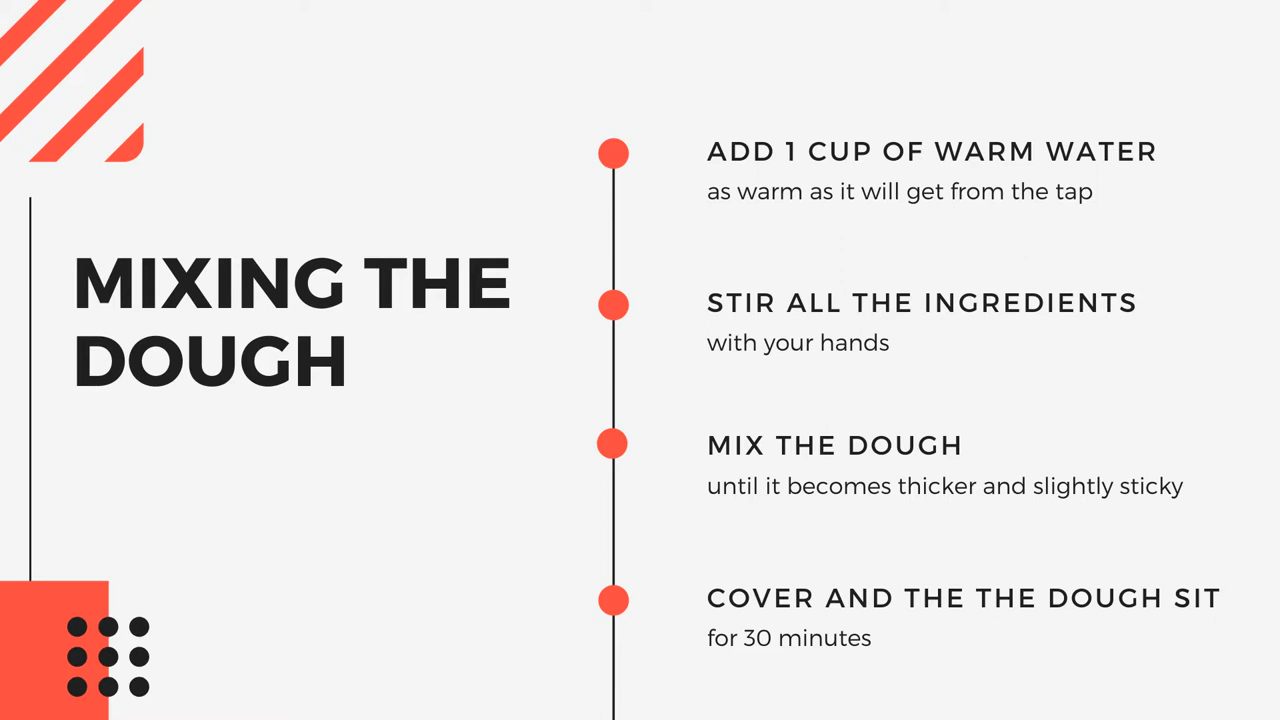 MIXING THE
DOUGH
ADD 1 CUP OF WARM WATER
as warm as it will get from the tap
STIR ALL THE INGREDIENTS
with your hands
MIX THE DOUGH
until it becomes thicker and slightly sticky
COVER AND THE THE DOUGH SIT
for 30 minutes